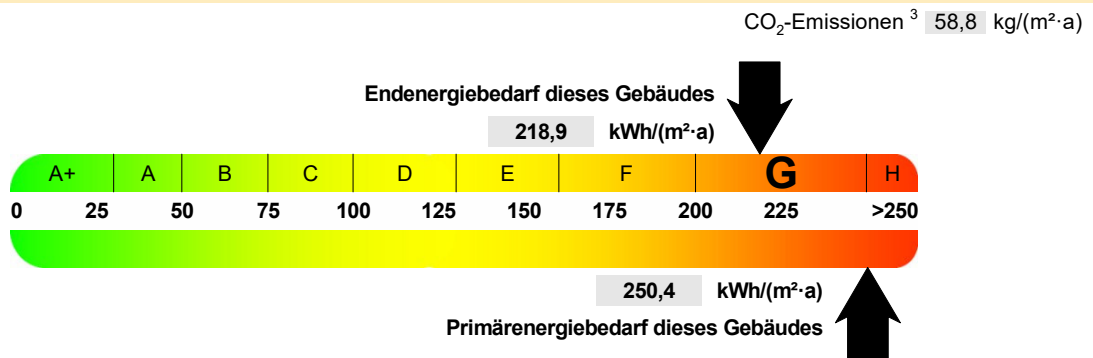 CO₂-Emissionen ³ 58,8 kg/(m²·a)
Endenergiebedarf dieses Gebäudes
218,9 kWh/(m²·a)
A+ A B C D E F G H
0 25 50 75 100 125 150 175 200 225 >250
250,4 kWh/(m²·a)
Primärenergiebedarf dieses Gebäudes